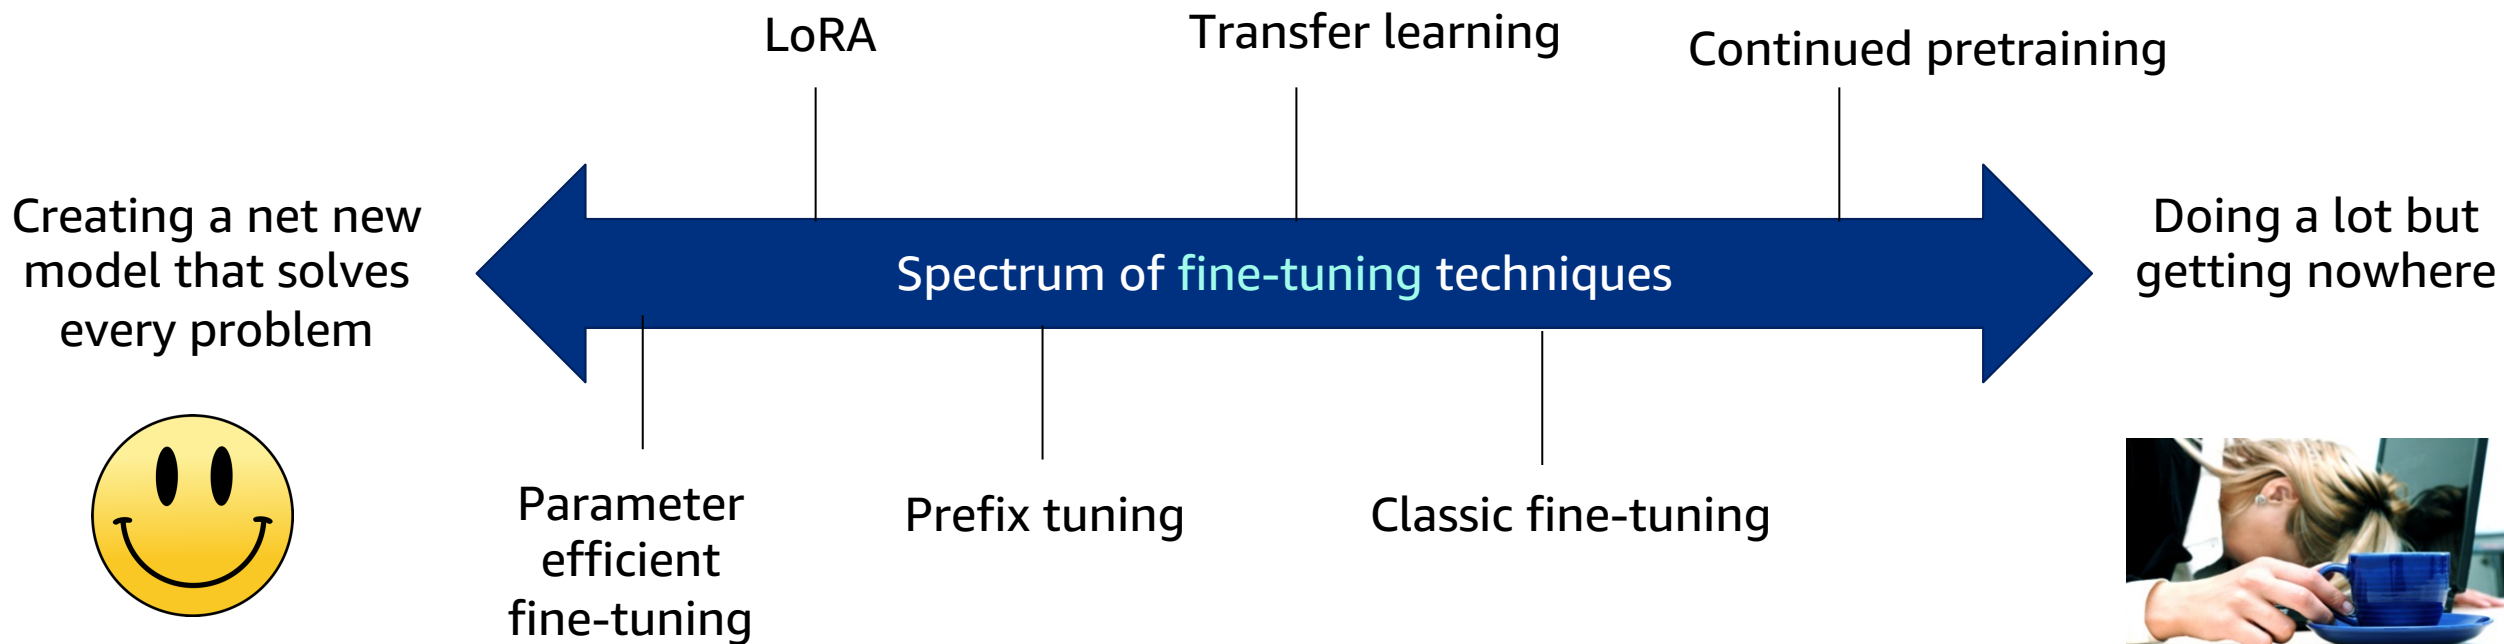 LoRA
Transfer learning
Continued pretraining
Creating a net new
model that solves
every problem
Spectrum of fine-tuning techniques
Doing a lot but
getting nowhere
Parameter
efficient
fine-tuning
Prefix tuning
Classic fine-tuning